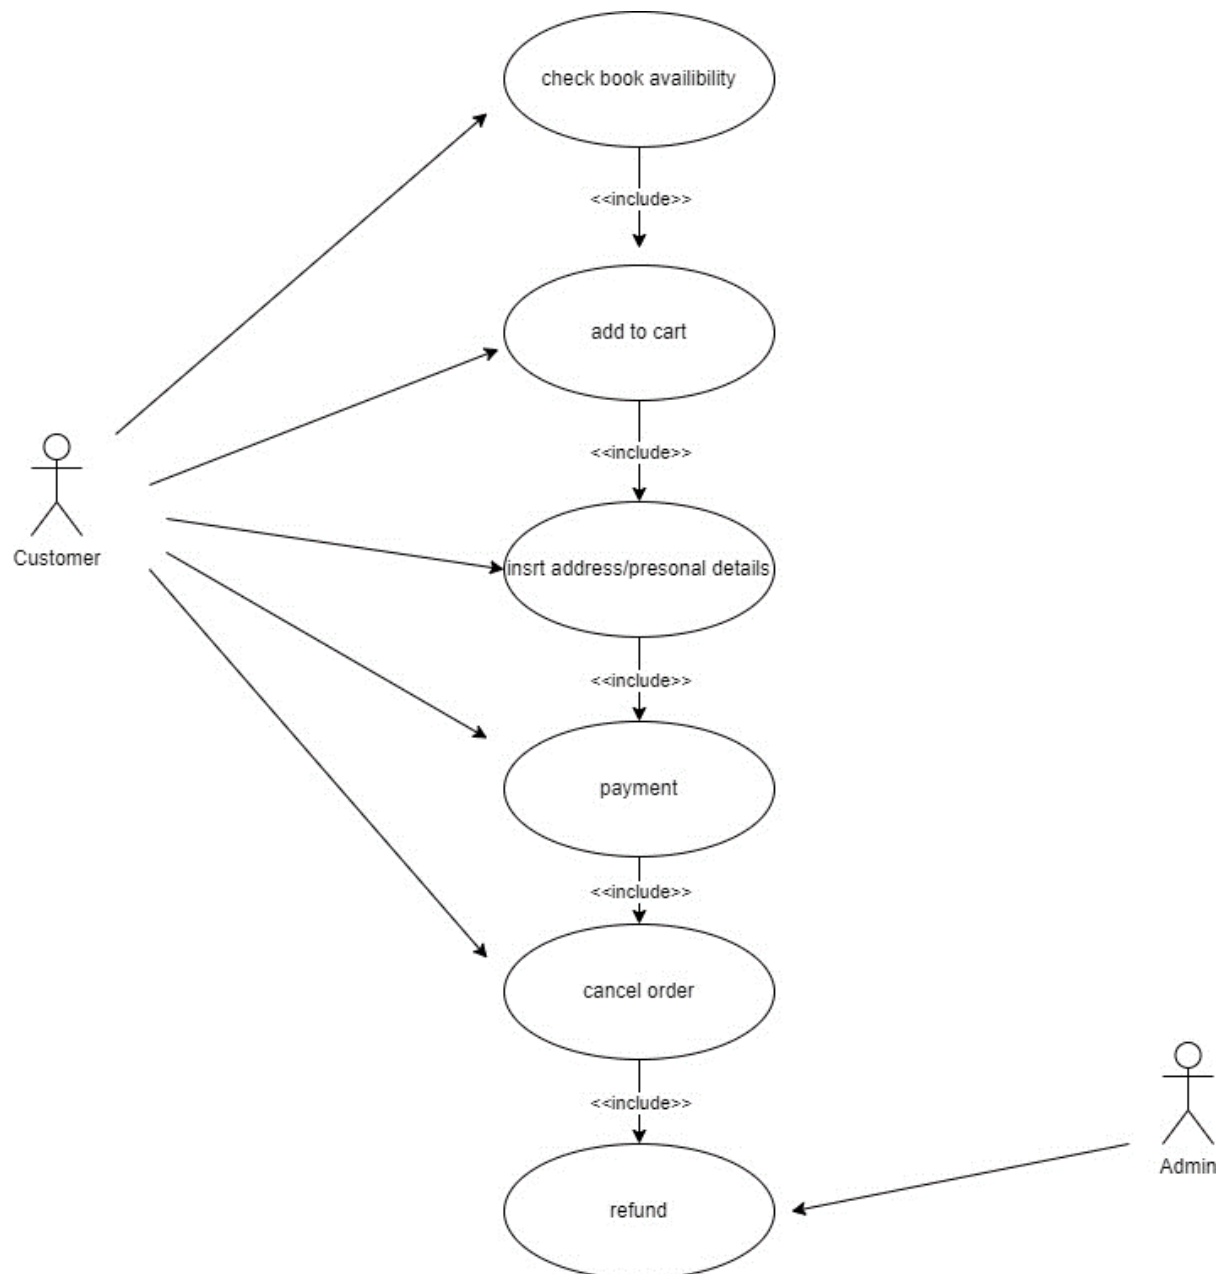 check book availibility
<<include>>
add to cart
<<include>>
Customer
insrt address/presonal details
<<include>>
payment
<<include>>
cancel order
<<include>>
Admin
refund